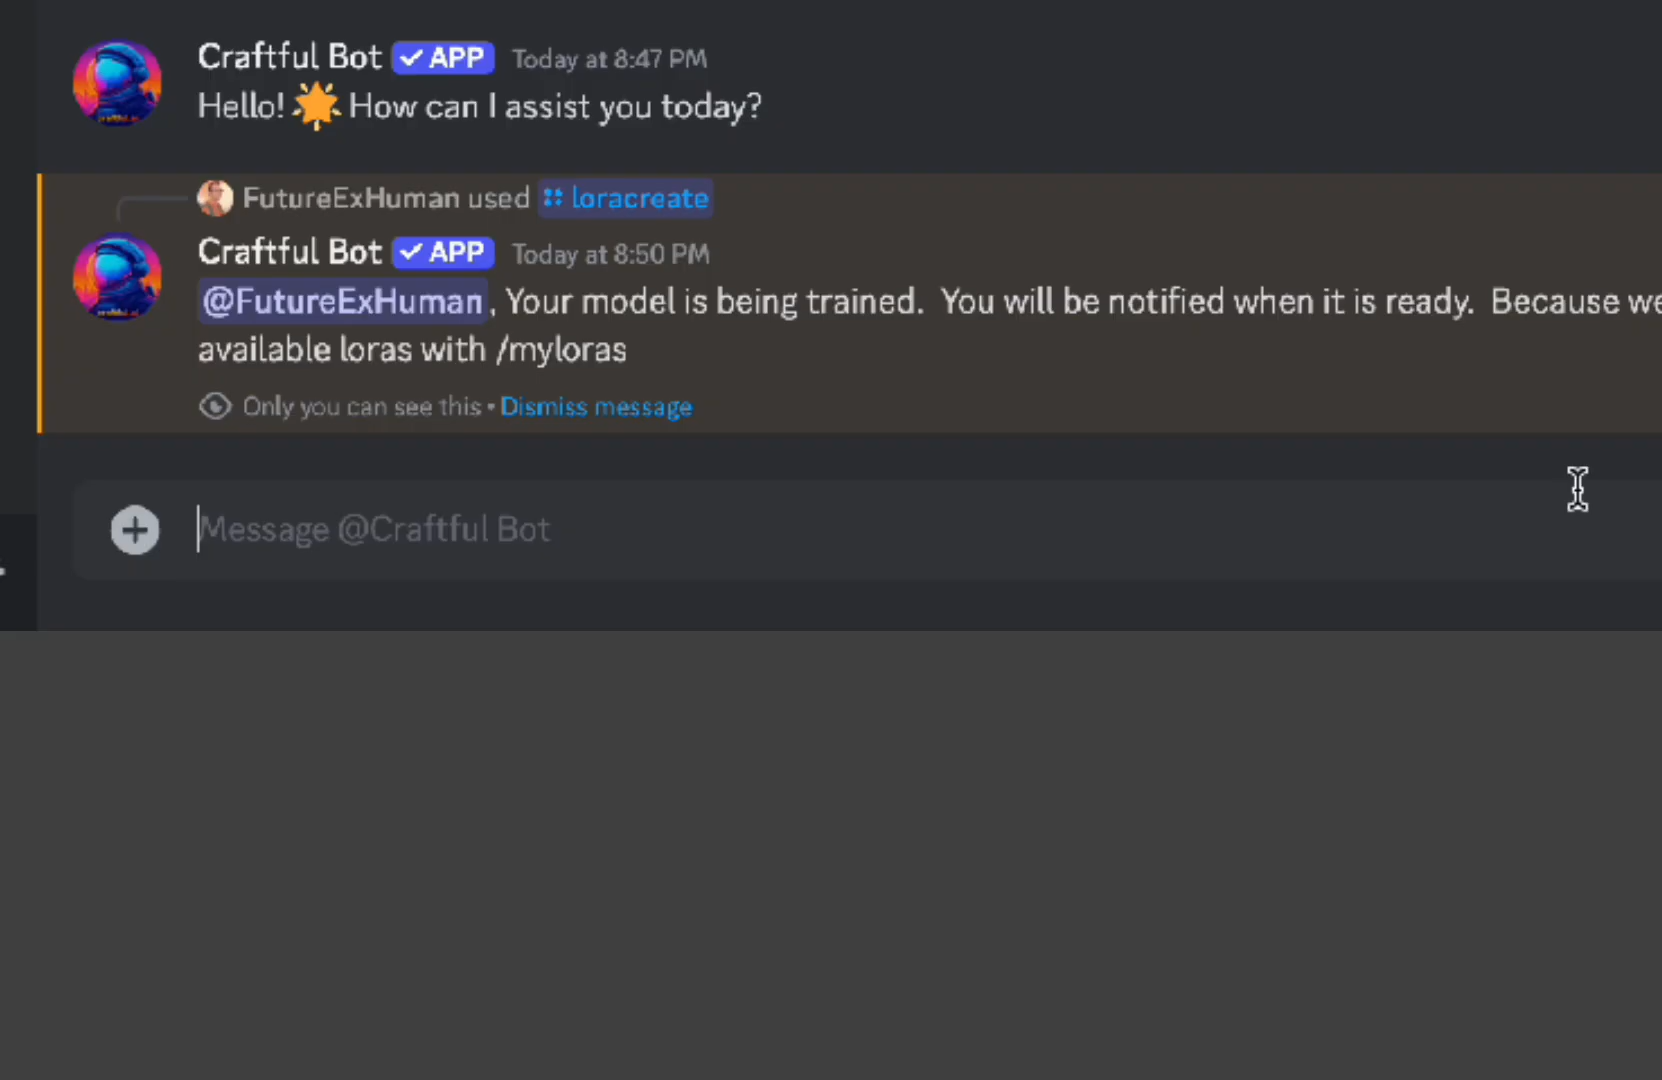 Craftful Bot ✓ APP Today at 8:47 PM
Hello! 🌟 How can I assist you today?
FutureExHuman used loracreate
Craftful Bot ✓ APP Today at 8:50 PM
@FutureExHuman, Your model is being trained.  You will be notified when it is ready.  Because we
available loras with /myloras
Only you can see this • Dismiss message
Message @Craftful Bot